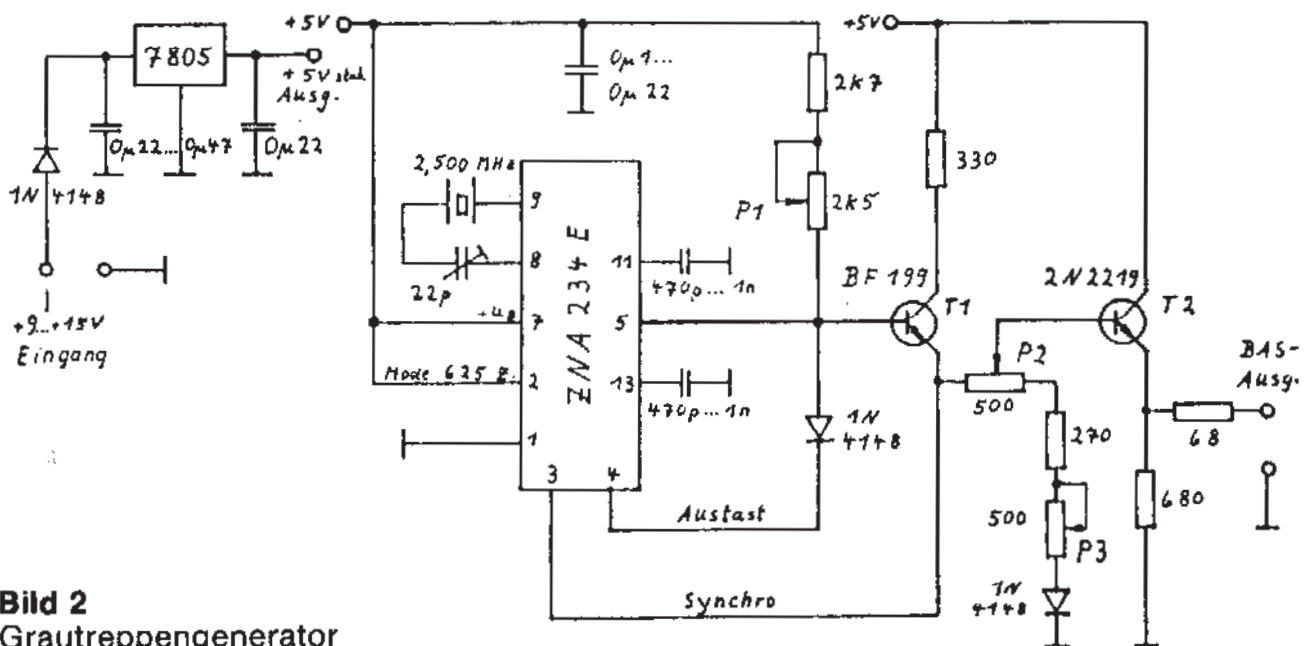 7805
+5V stab.
Ausg.
0µ22...0µ47
0µ22
1N 4148
+9...+15V
Eingang
+5V
0µ1...
0µ22
2k7
P1
2k5
2,500 MHz
22p
ZNA 234 E
9
8
7
2
1
3
4
11
5
13
+UB
Mode 625 Z.
470p...1n
470p...1n
1N
4148
Austast
Synchro
+5V
330
BF 199
T1
2N2219
T2
P2
500
270
500
P3
1N
4148
680
68
BAS-
Ausg.
Bild 2
Grautreppengenerator